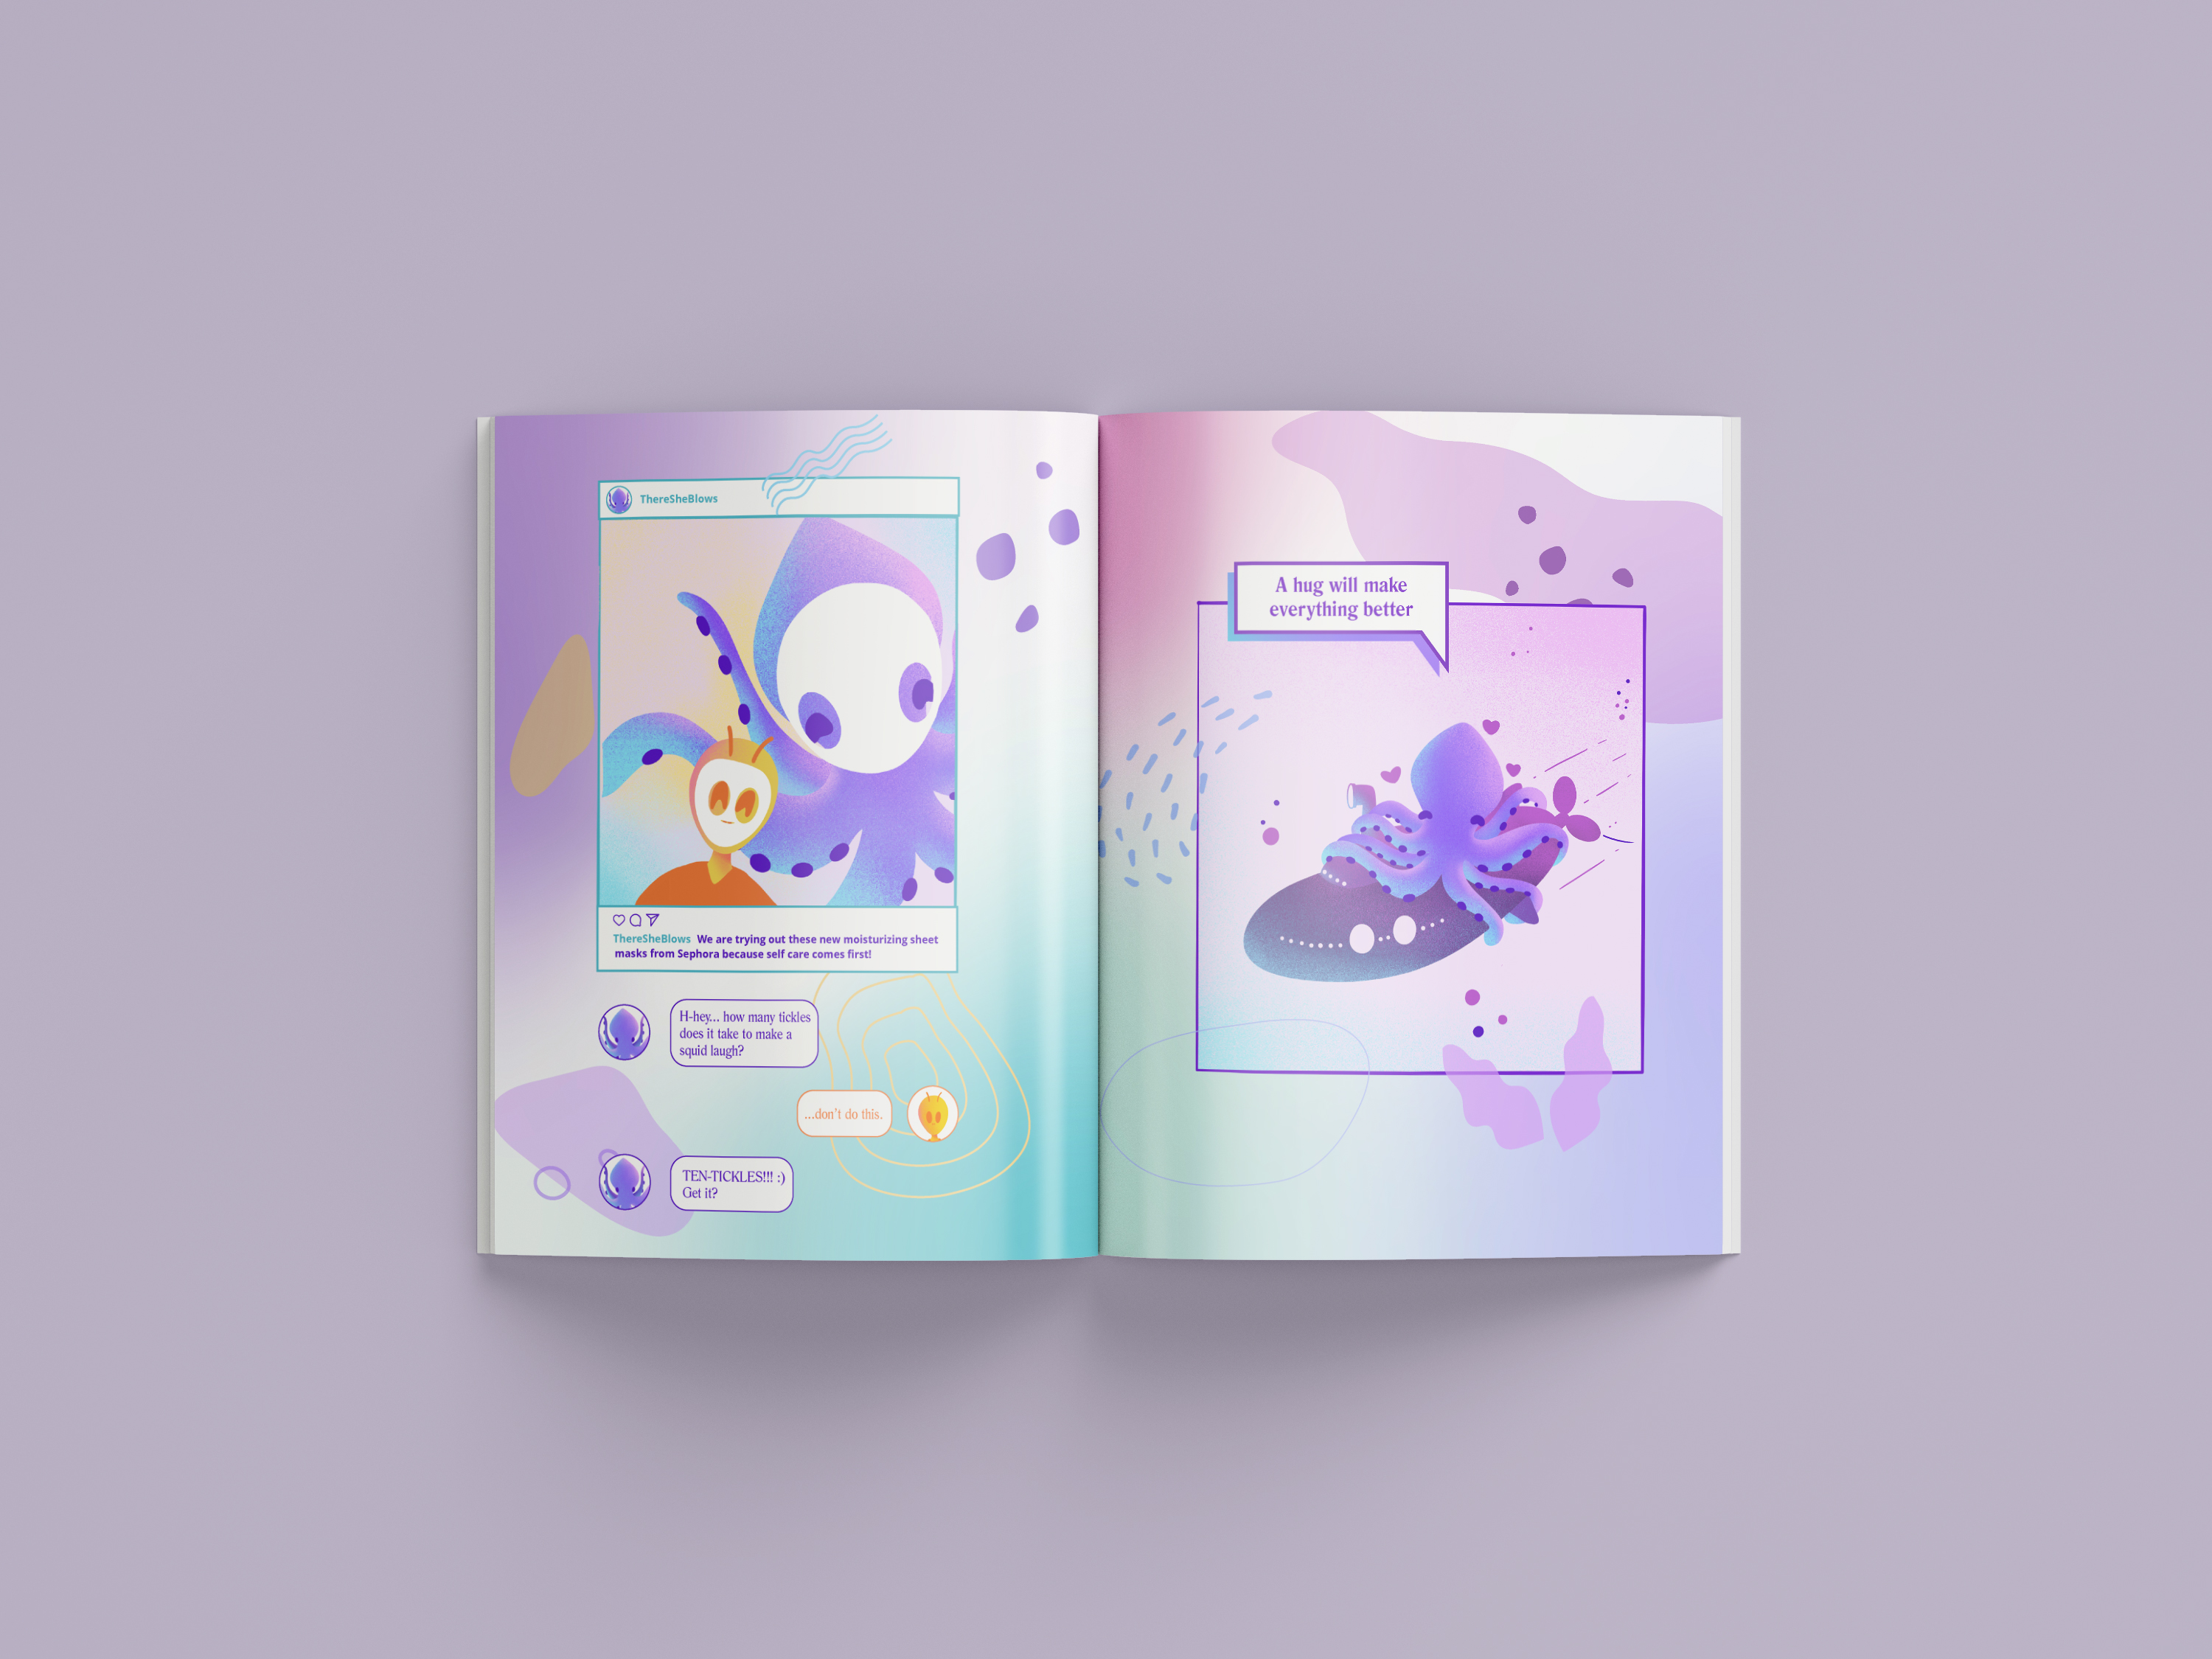 ThereSheBlows
ThereSheBlows We are trying out these new moisturizing sheet
masks from Sephora because self care comes first!
H-hey... how many tickles
does it take to make a
squid laugh?
...don't do this.
TEN-TICKLES!!! :)
Get it?
A hug will make
everything better